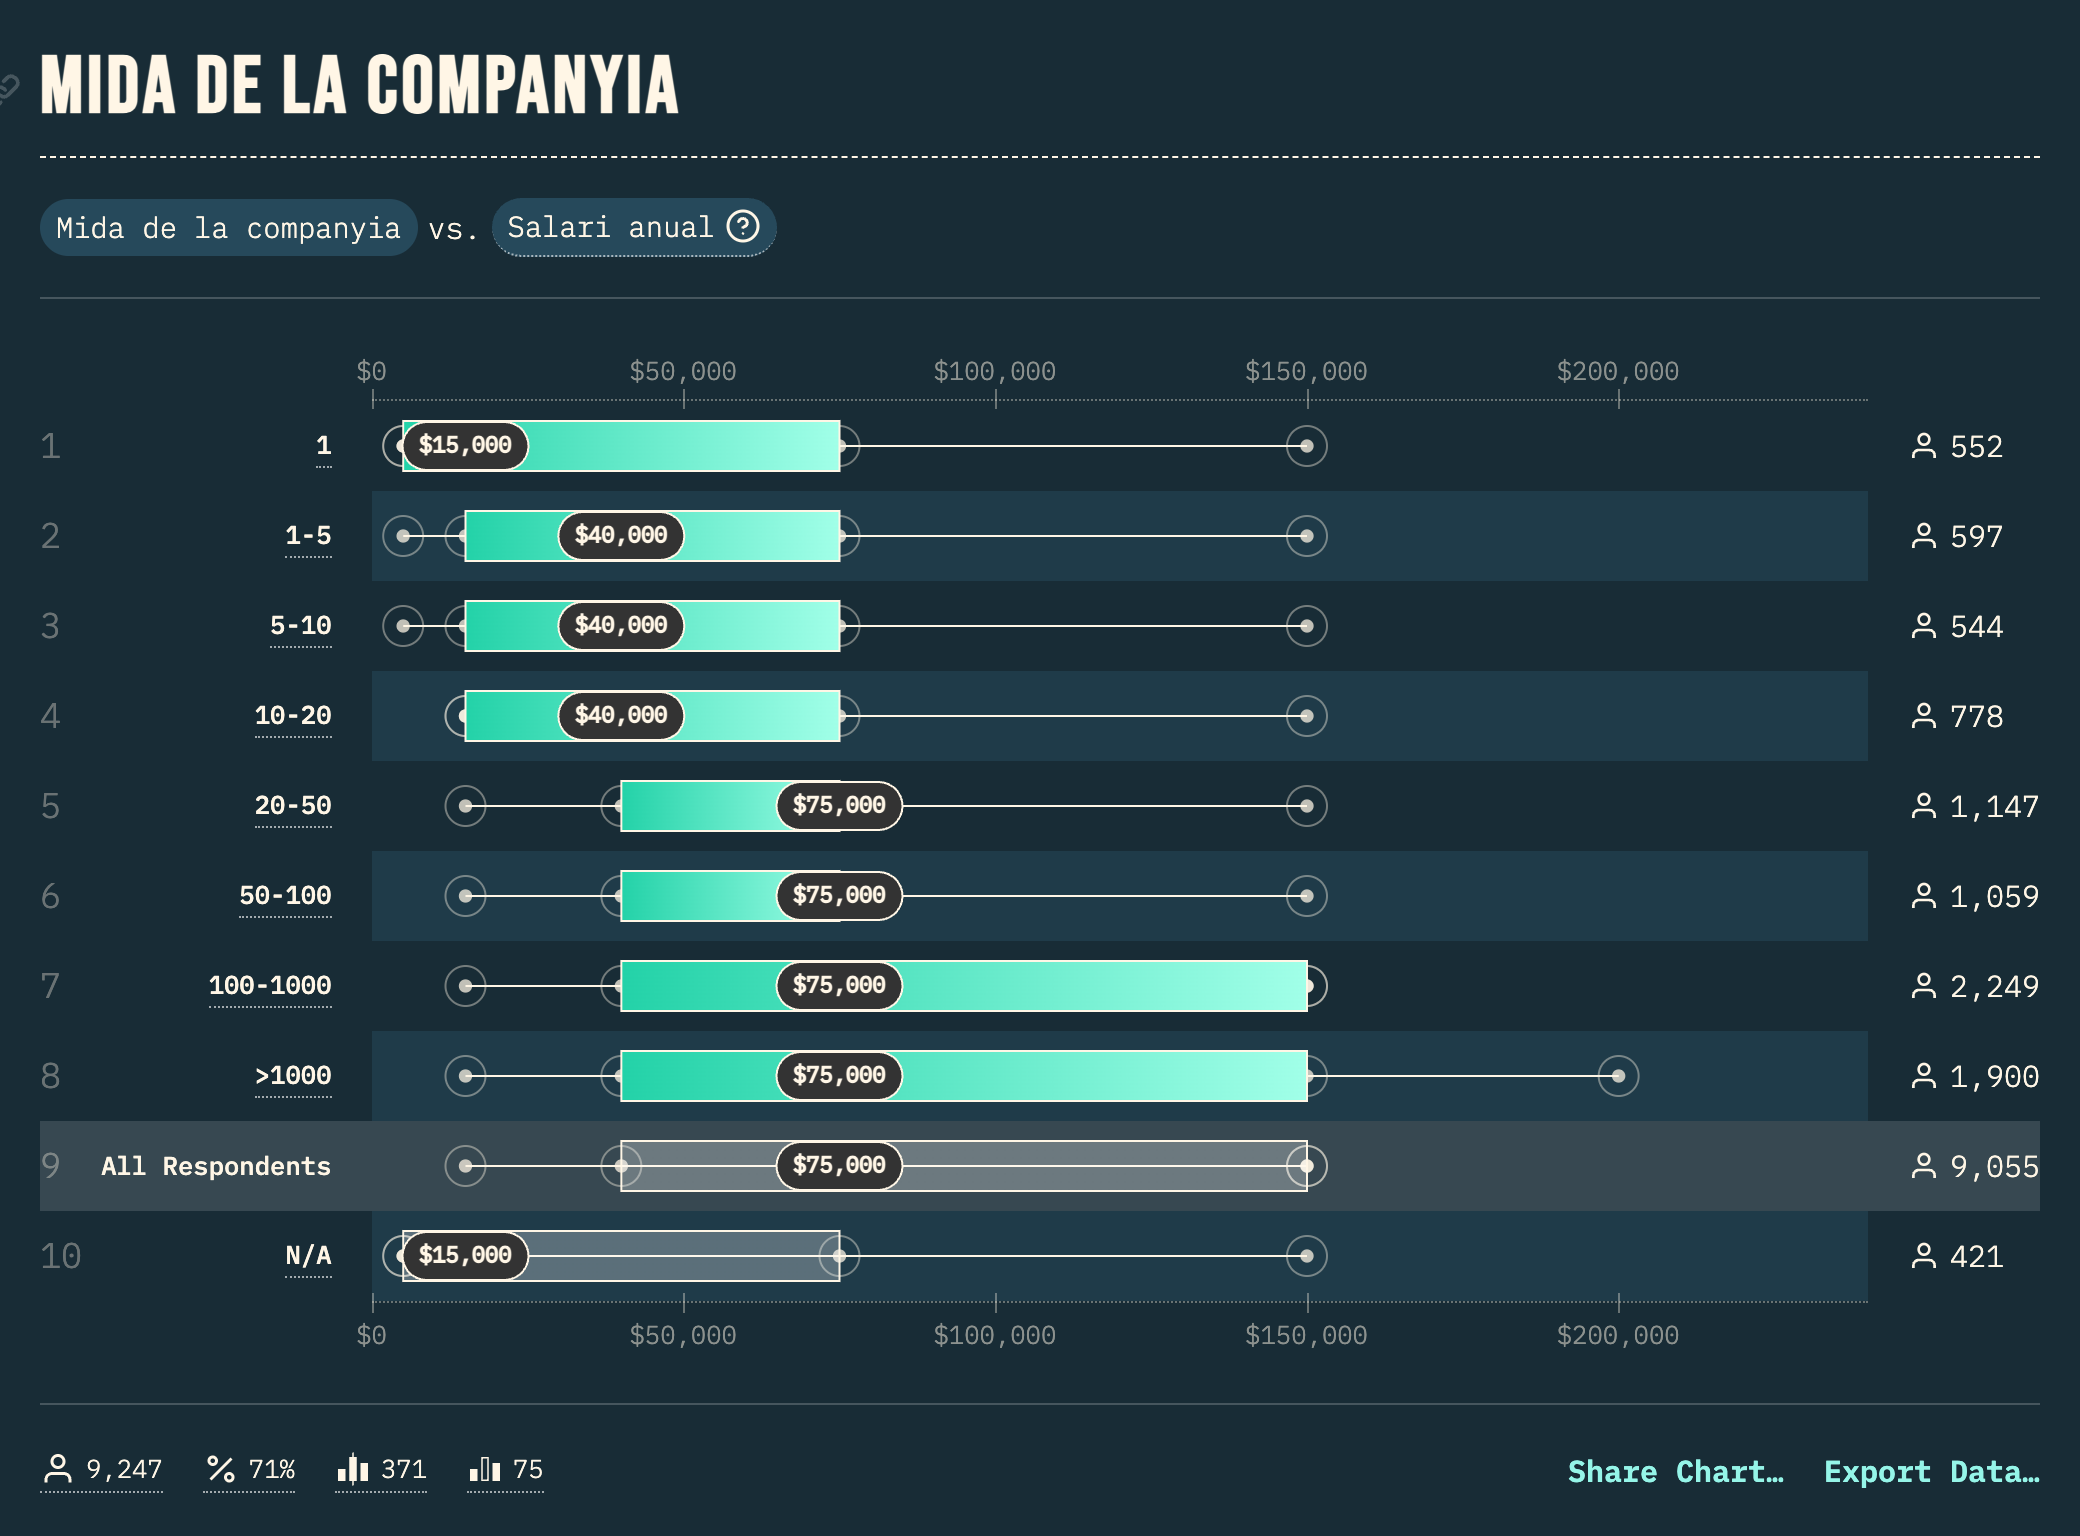 MIDA DE LA COMPANYIA
Mida de la companyia vs. Salari anual ?
$0 $50,000 $100,000 $150,000 $200,000
1 1 $15,000 552
2 1-5 $40,000 597
3 5-10 $40,000 544
4 10-20 $40,000 778
5 20-50 $75,000 1,147
6 50-100 $75,000 1,059
7 100-1000 $75,000 2,249
8 >1000 $75,000 1,900
9 All Respondents $75,000 9,055
10 N/A $15,000 421
$0 $50,000 $100,000 $150,000 $200,000
9,247 71% 371 75 Share Chart… Export Data…